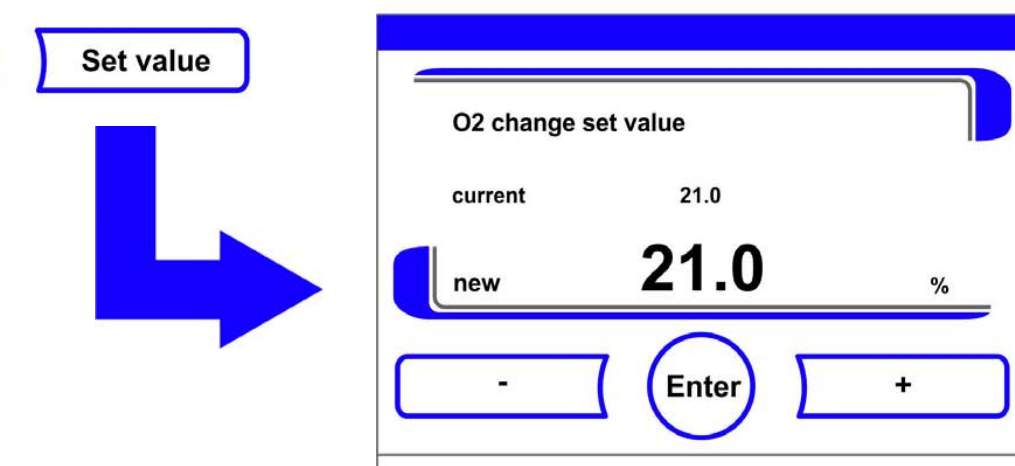 Set value
O2 change set value
current 21.0
new 21.0 %
- Enter +